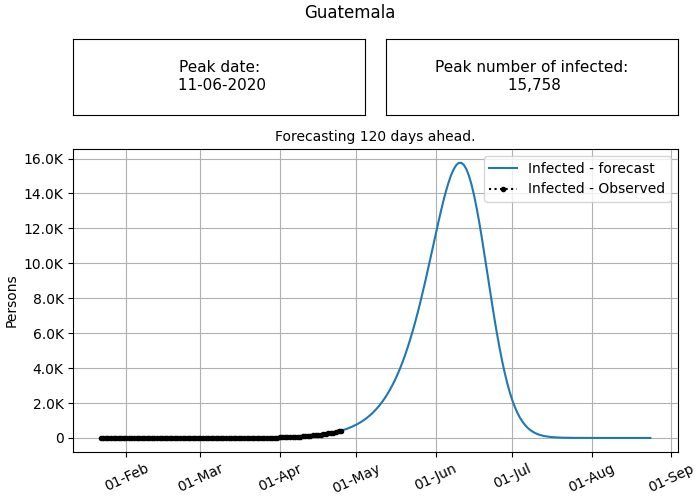 Guatemala
Peak date:
11-06-2020
Peak number of infected:
15,758
Forecasting 120 days ahead.
Infected - forecast
Infected - Observed
16.0K
14.0K
12.0K
10.0K
8.0K
6.0K
4.0K
2.0K
0
Persons
01-Feb
01-Mar
01-Apr
01-May
01-Jun
01-Jul
01-Aug
01-Sep